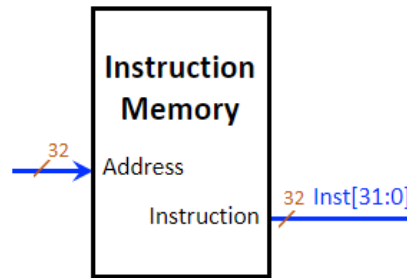 Instruction
Memory
32
Address
Instruction
32 Inst[31:0]